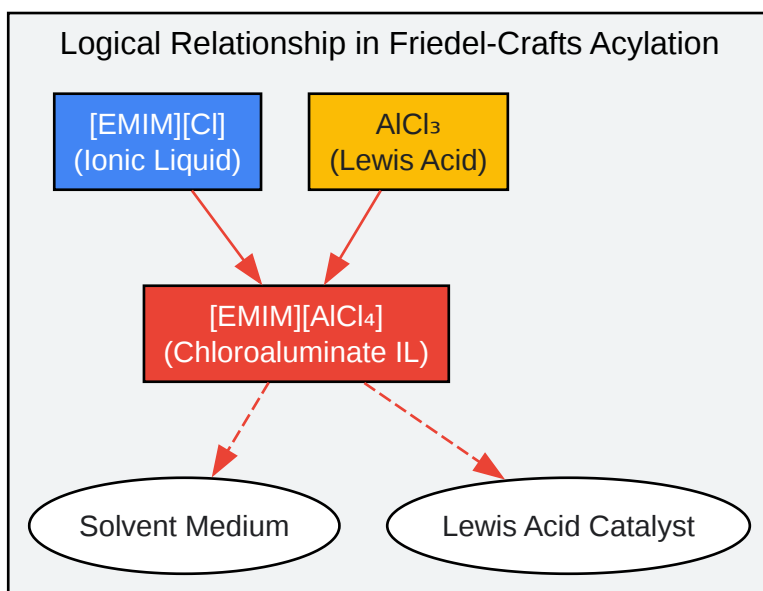 Logical Relationship in Friedel-Crafts Acylation
[EMIM][Cl]
(Ionic Liquid)
AlCl₃
(Lewis Acid)
[EMIM][AlCl₄]
(Chloroaluminate IL)
Solvent Medium
Lewis Acid Catalyst